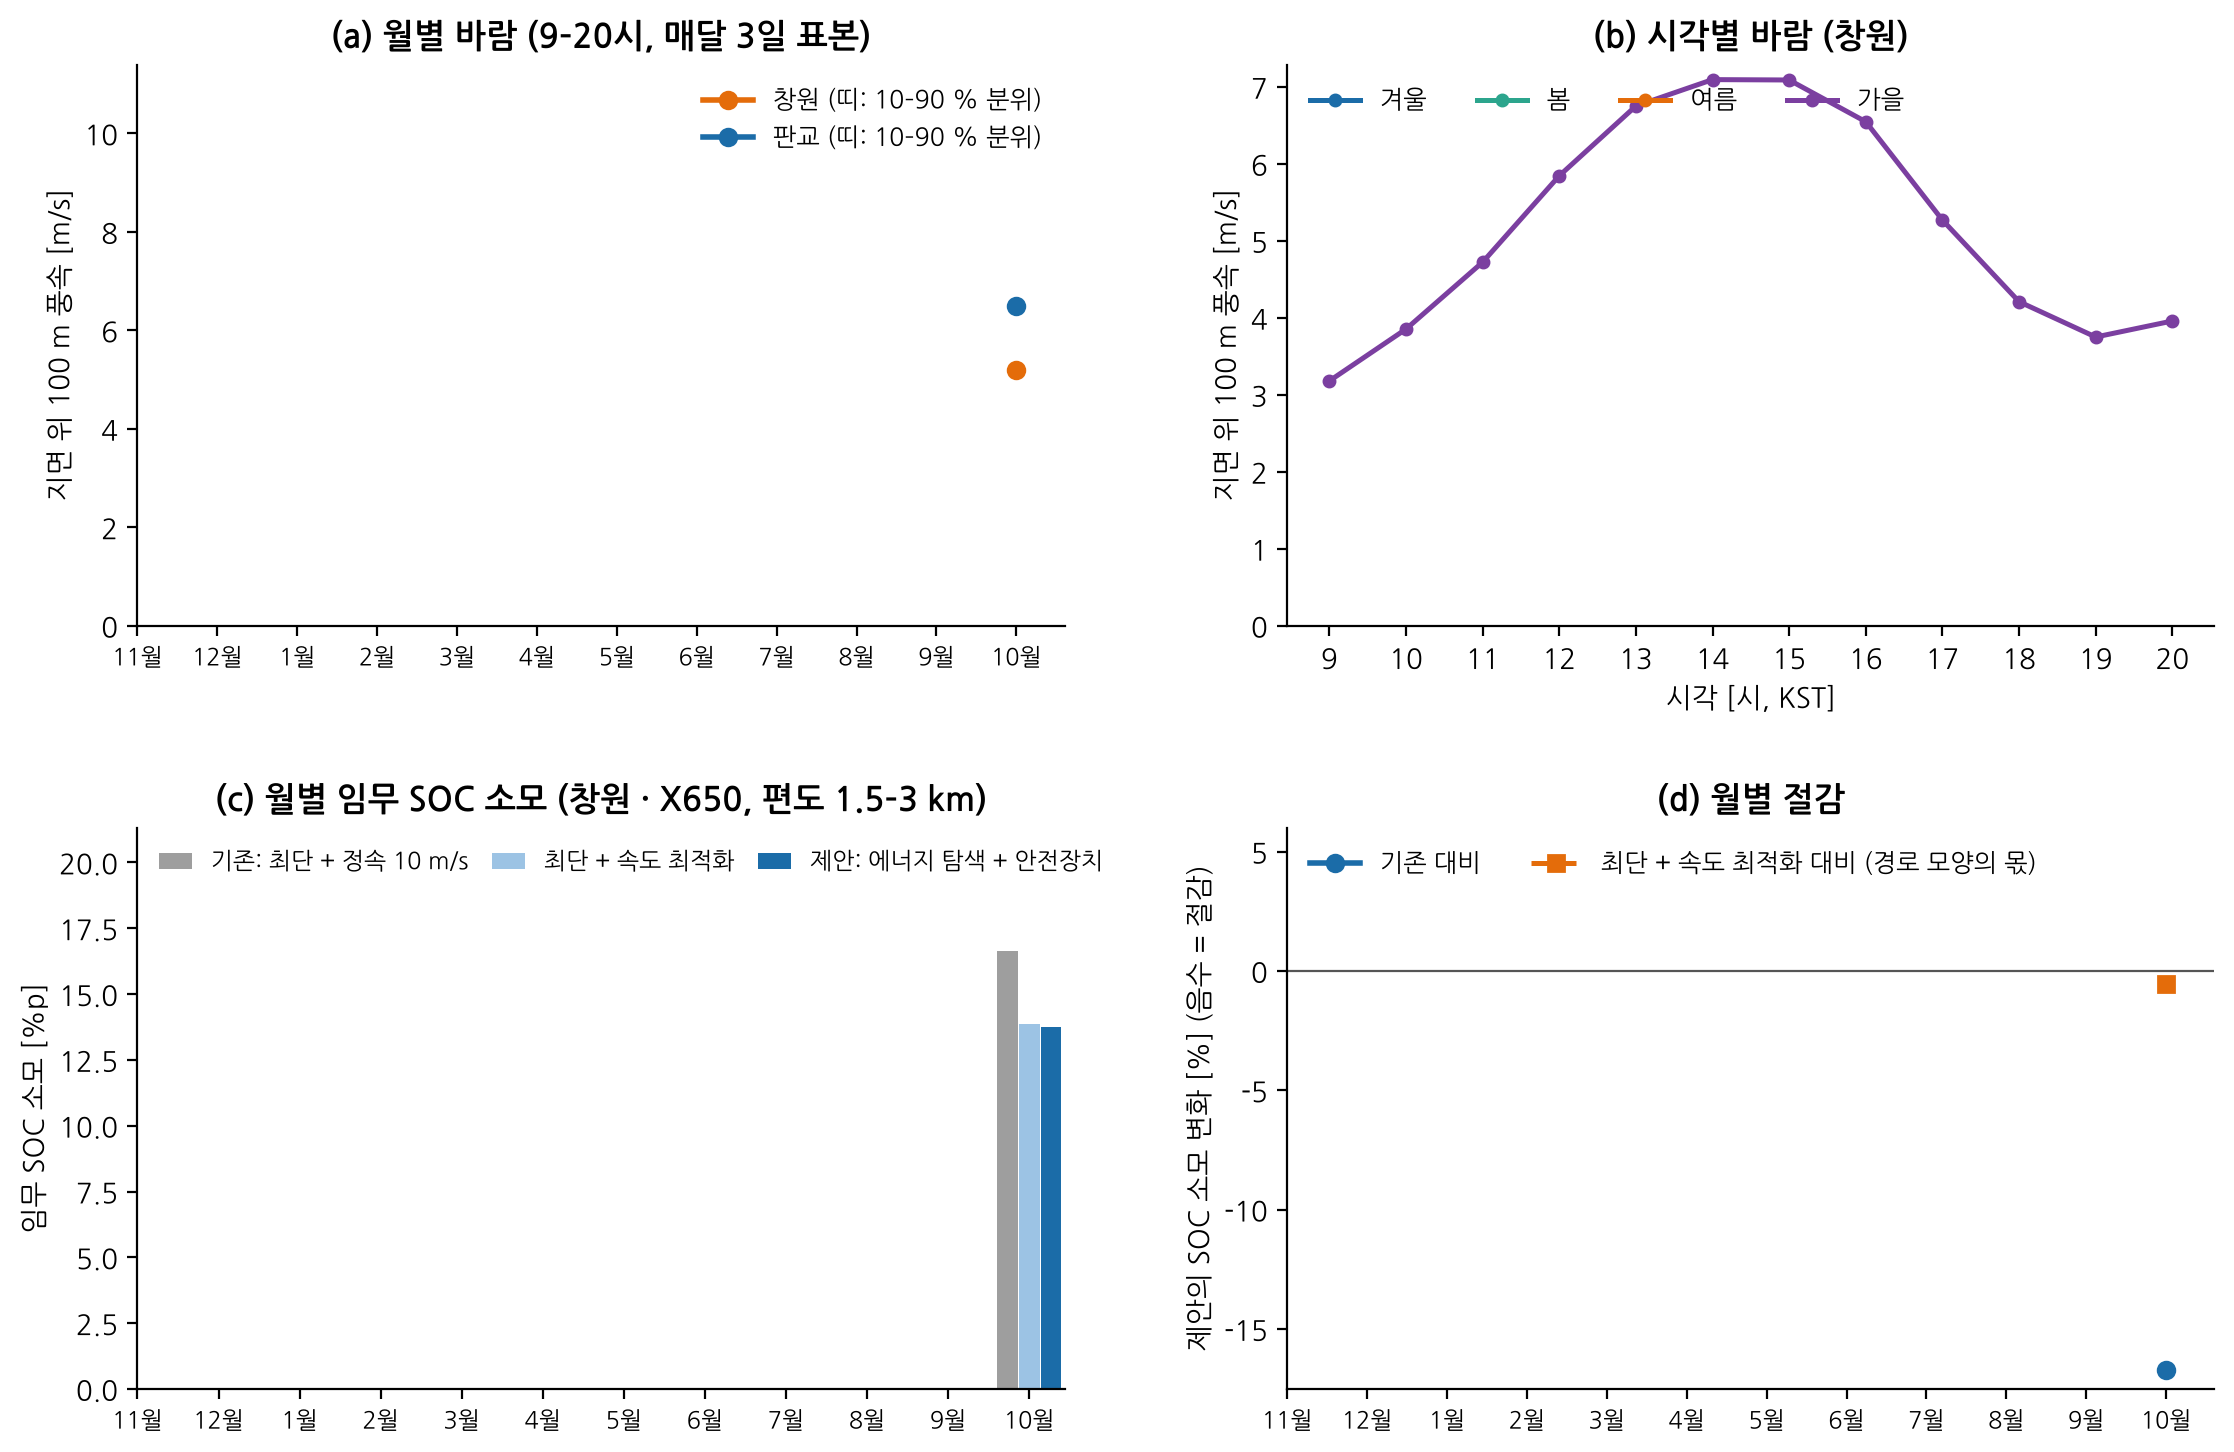 (a) 월별 바람 (9-20시, 매달 3일 표본)
창원 (띠: 10-90 % 분위)
판교 (띠: 10-90 % 분위)
지면 위 100 m 풍속 [m/s]
10
8
6
4
2
0
11월 12월 1월 2월 3월 4월 5월 6월 7월 8월 9월 10월
(b) 시각별 바람 (창원)
겨울 봄 여름 가을
지면 위 100 m 풍속 [m/s]
7
6
5
4
3
2
1
0
9 10 11 12 13 14 15 16 17 18 19 20
시각 [시, KST]
(c) 월별 임무 SOC 소모 (창원 · X650, 편도 1.5-3 km)
기존: 최단 + 정속 10 m/s 최단 + 속도 최적화 제안: 에너지 탐색 + 안전장치
임무 SOC 소모 [%p]
20.0
17.5
15.0
12.5
10.0
7.5
5.0
2.5
0.0
11월 12월 1월 2월 3월 4월 5월 6월 7월 8월 9월 10월
(d) 월별 절감
기존 대비 최단 + 속도 최적화 대비 (경로 모양의 몫)
제안의 SOC 소모 변화 [%] (음수 = 절감)
5
0
-5
-10
-15
11월 12월 1월 2월 3월 4월 5월 6월 7월 8월 9월 10월